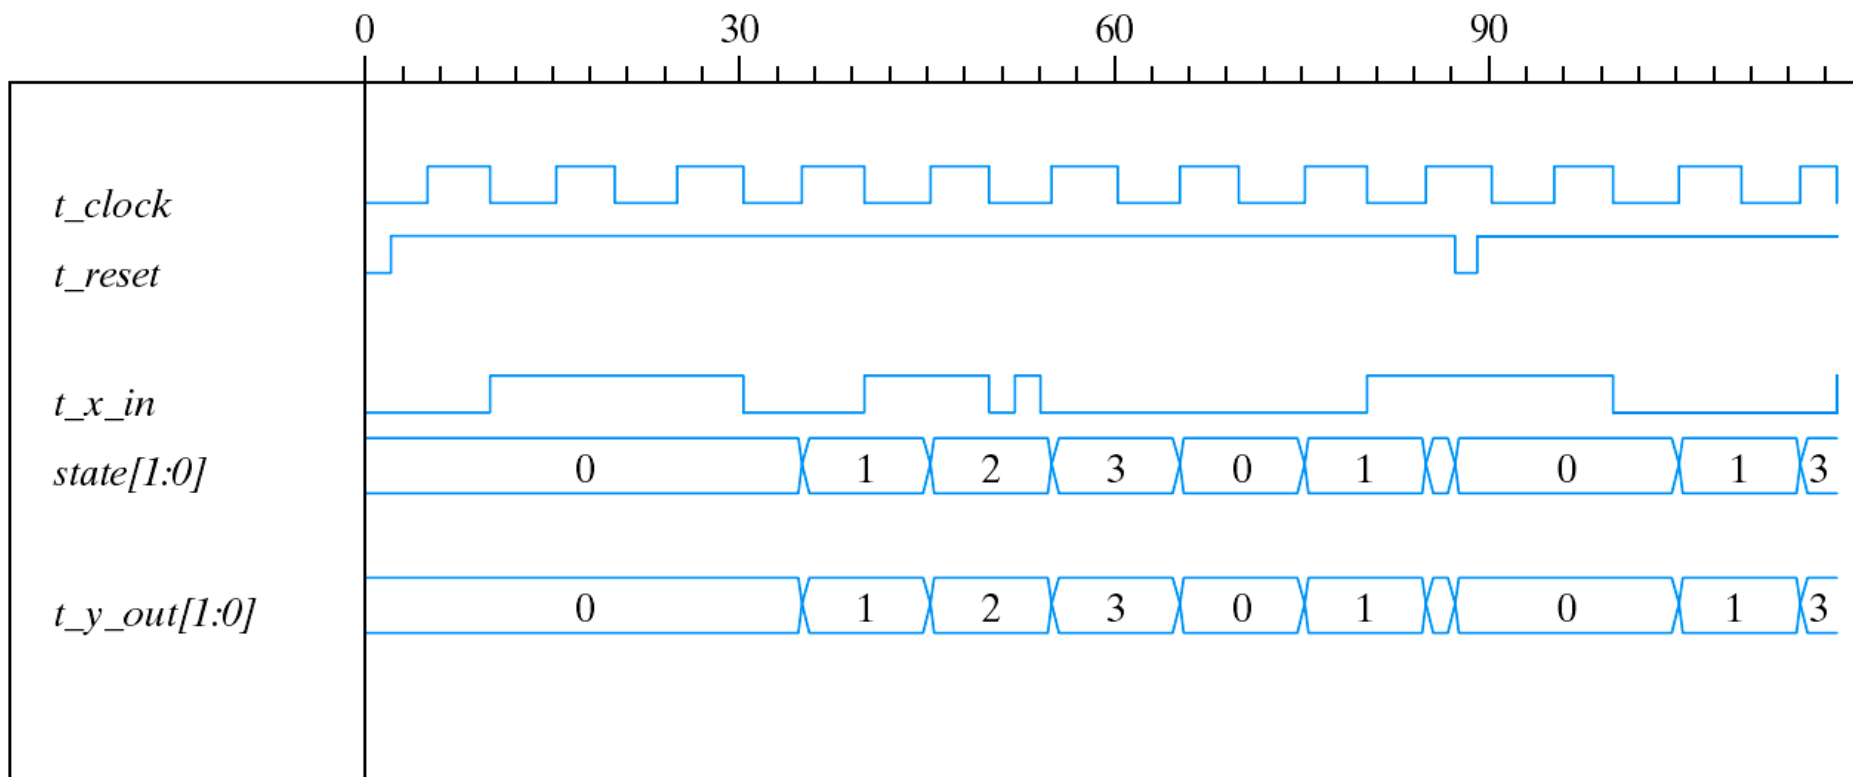 0 30 60 90
t_clock
t_reset
t_x_in
state[1:0] 0 1 2 3 0 1 0 1 3
t_y_out[1:0] 0 1 2 3 0 1 0 1 3